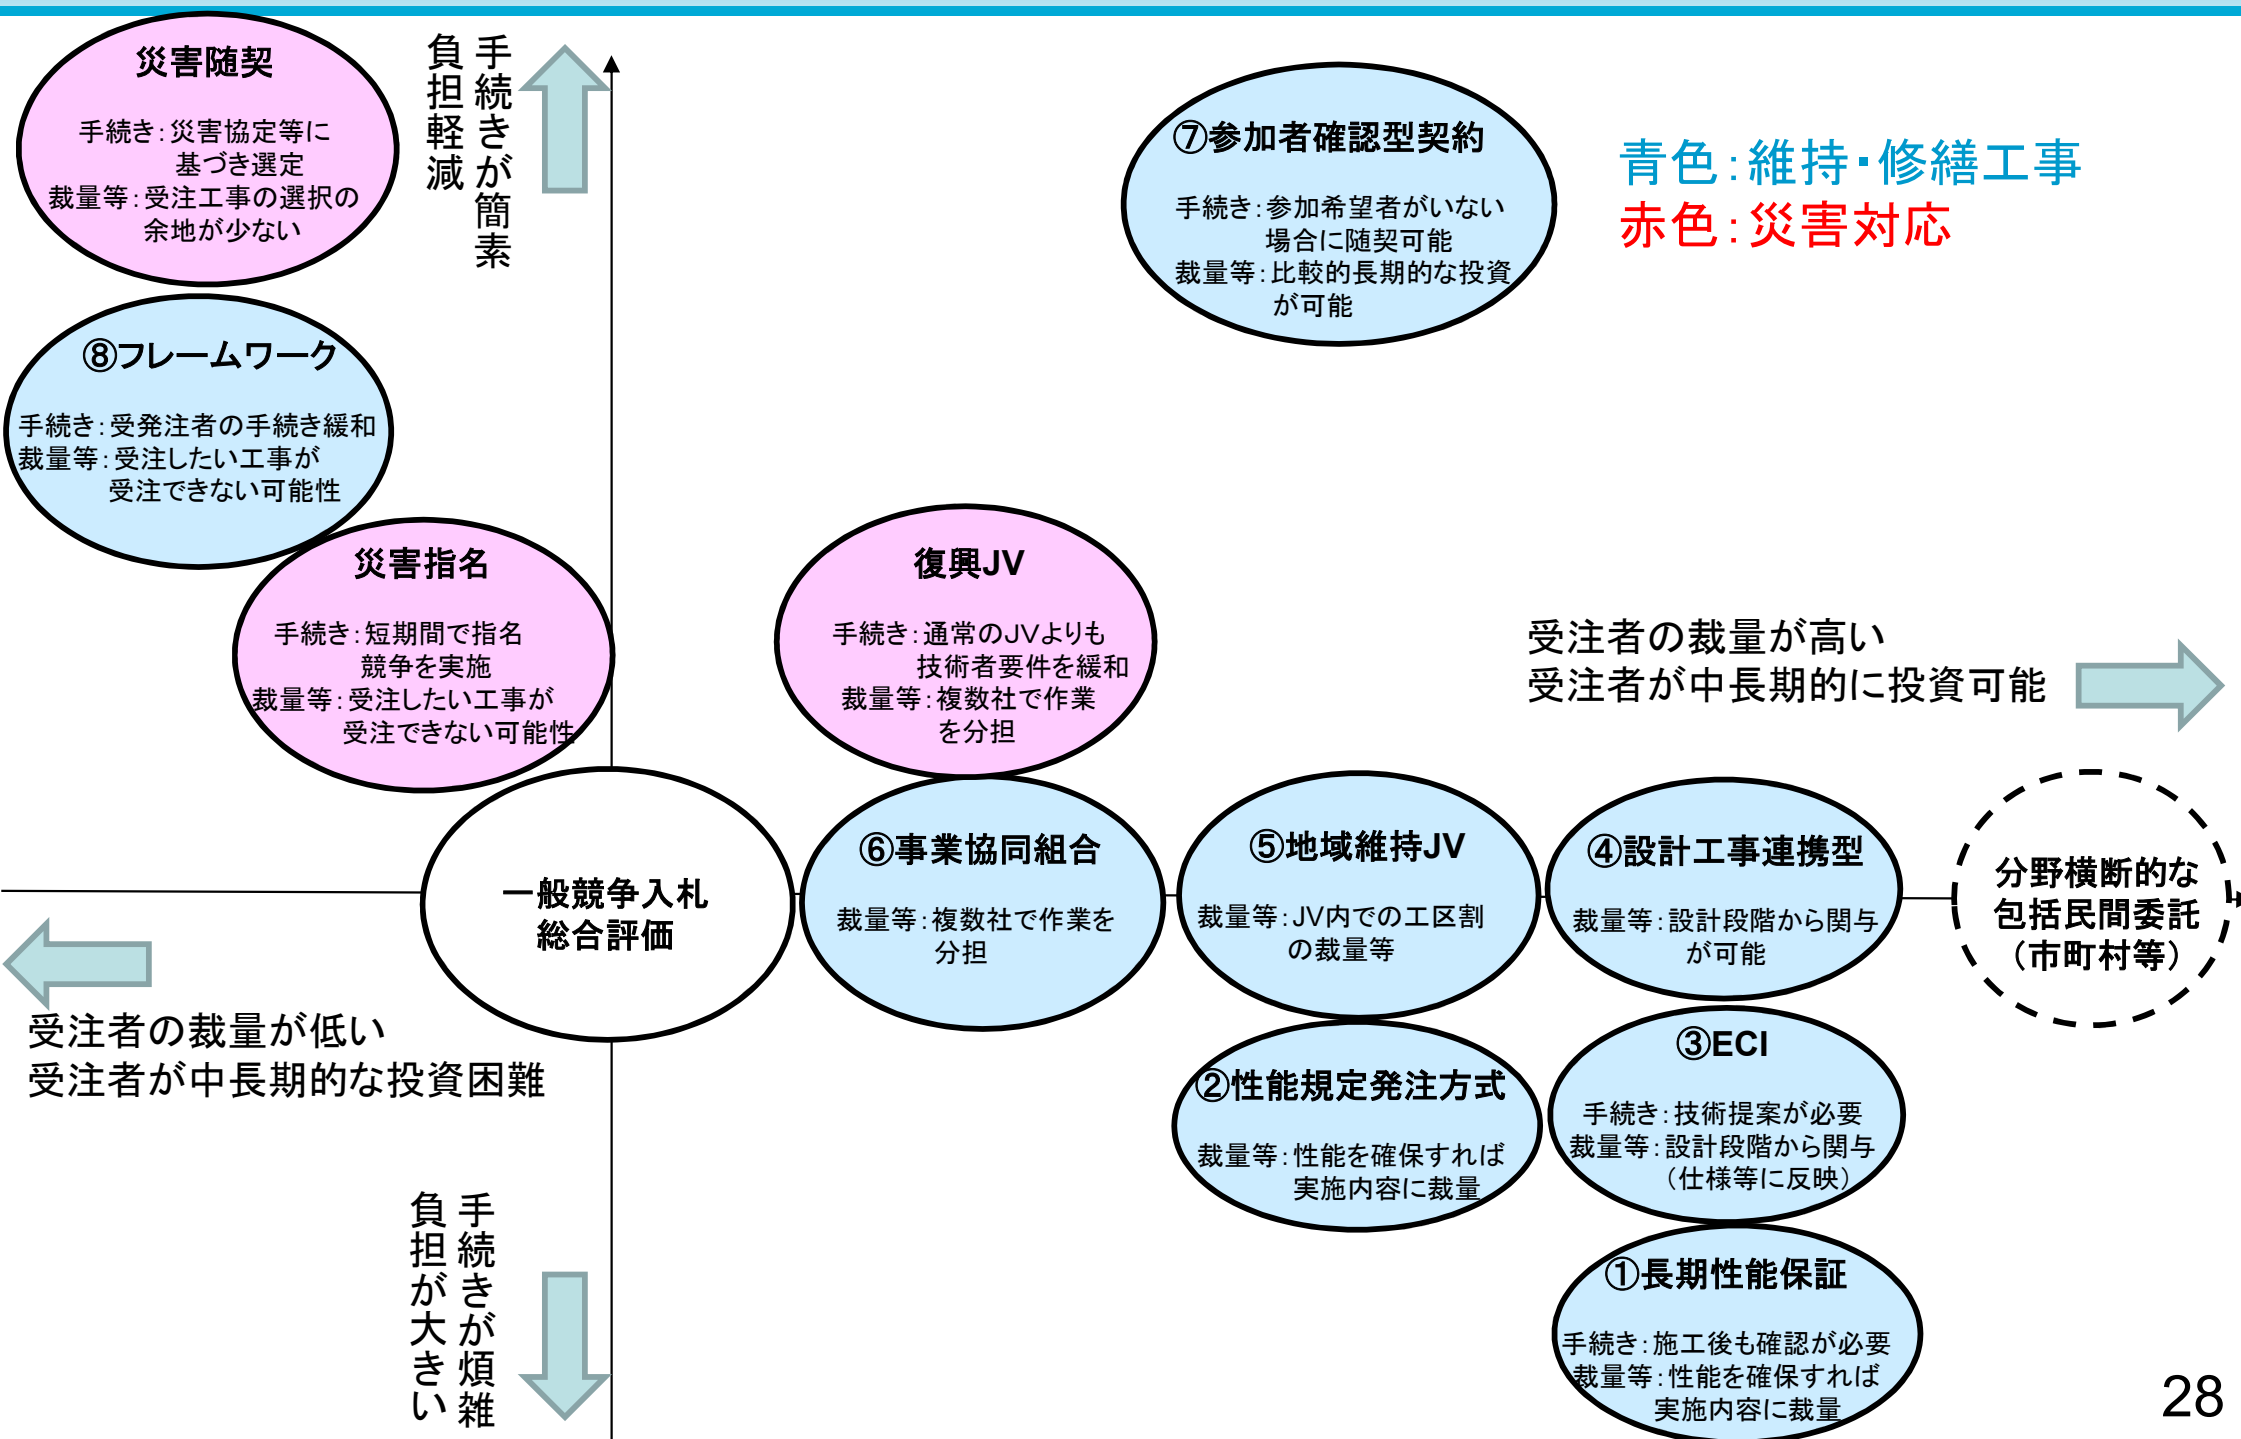 災害随契
手続き：災害協定等に
基づき選定
裁量等：受注工事の選択の
余地が少ない
手続きが簡素
負担軽減
⑦参加者確認型契約
手続き：参加希望者がいない
場合に随契可能
裁量等：比較的長期的な投資
が可能
青色：維持・修繕工事
赤色：災害対応
⑧フレームワーク
手続き：受発注者の手続き緩和
裁量等：受注したい工事が
受注できない可能性
災害指名
手続き：短期間で指名
競争を実施
裁量等：受注したい工事が
受注できない可能性
復興JV
手続き：通常のJVよりも
技術者要件を緩和
裁量等：複数社で作業
を分担
受注者の裁量が高い
受注者が中長期的に投資可能
一般競争入札
総合評価
⑥事業協同組合
裁量等：複数社で作業を
分担
⑤地域維持JV
裁量等：JV内での工区割
の裁量等
④設計工事連携型
裁量等：設計段階から関与
が可能
分野横断的な
包括民間委託
（市町村等）
受注者の裁量が低い
受注者が中長期的な投資困難
②性能規定発注方式
裁量等：性能を確保すれば
実施内容に裁量
③ECI
手続き：技術提案が必要
裁量等：設計段階から関与
（仕様等に反映）
手続きが煩雑
負担が大きい
①長期性能保証
手続き：施工後も確認が必要
裁量等：性能を確保すれば
実施内容に裁量
28